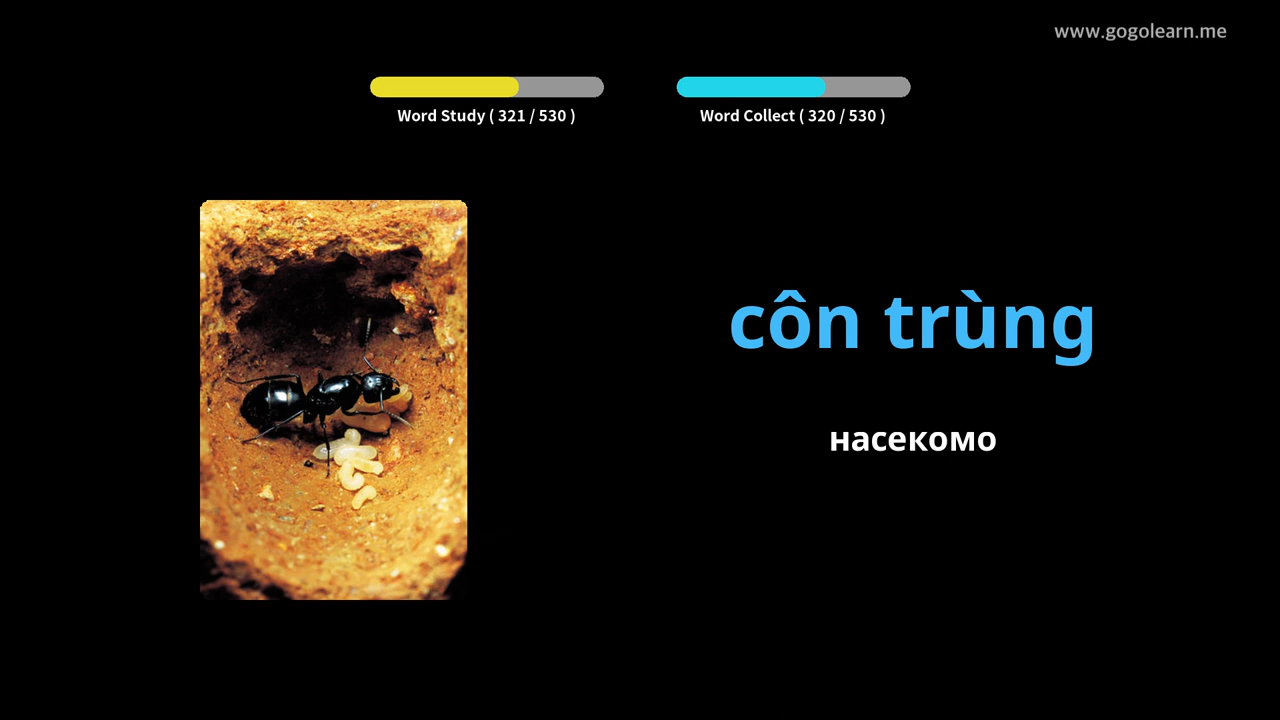 www.gogolearn.me
Word Study ( 321 / 530 )
Word Collect ( 320 / 530 )
côn trùng
насекомо